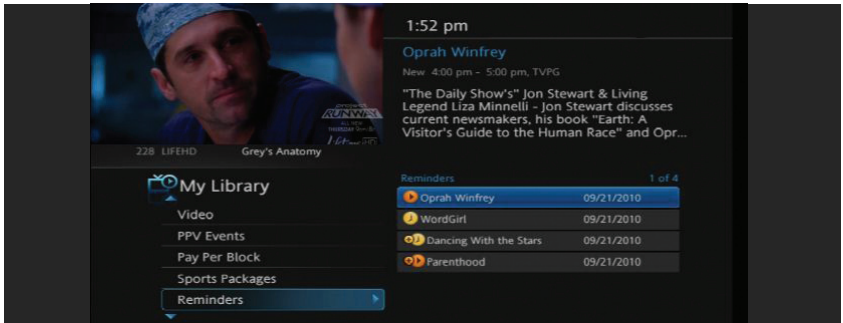 1:52 pm
Oprah Winfrey
New 4:00 pm - 5:00 pm, TVPG
"The Daily Show's" Jon Stewart & Living
Legend Liza Minnelli - Jon Stewart discusses
current newsmakers, his book "Earth: A
Visitor's Guide to the Human Race" and Opr...
RUNWAY
228 LIFEHD Grey's Anatomy
My Library
Video
PPV Events
Pay Per Block
Sports Packages
Reminders
Reminders 1 of 4
Oprah Winfrey 09/21/2010
WordGirl 09/21/2010
Dancing With the Stars 09/21/2010
Parenthood 09/21/2010